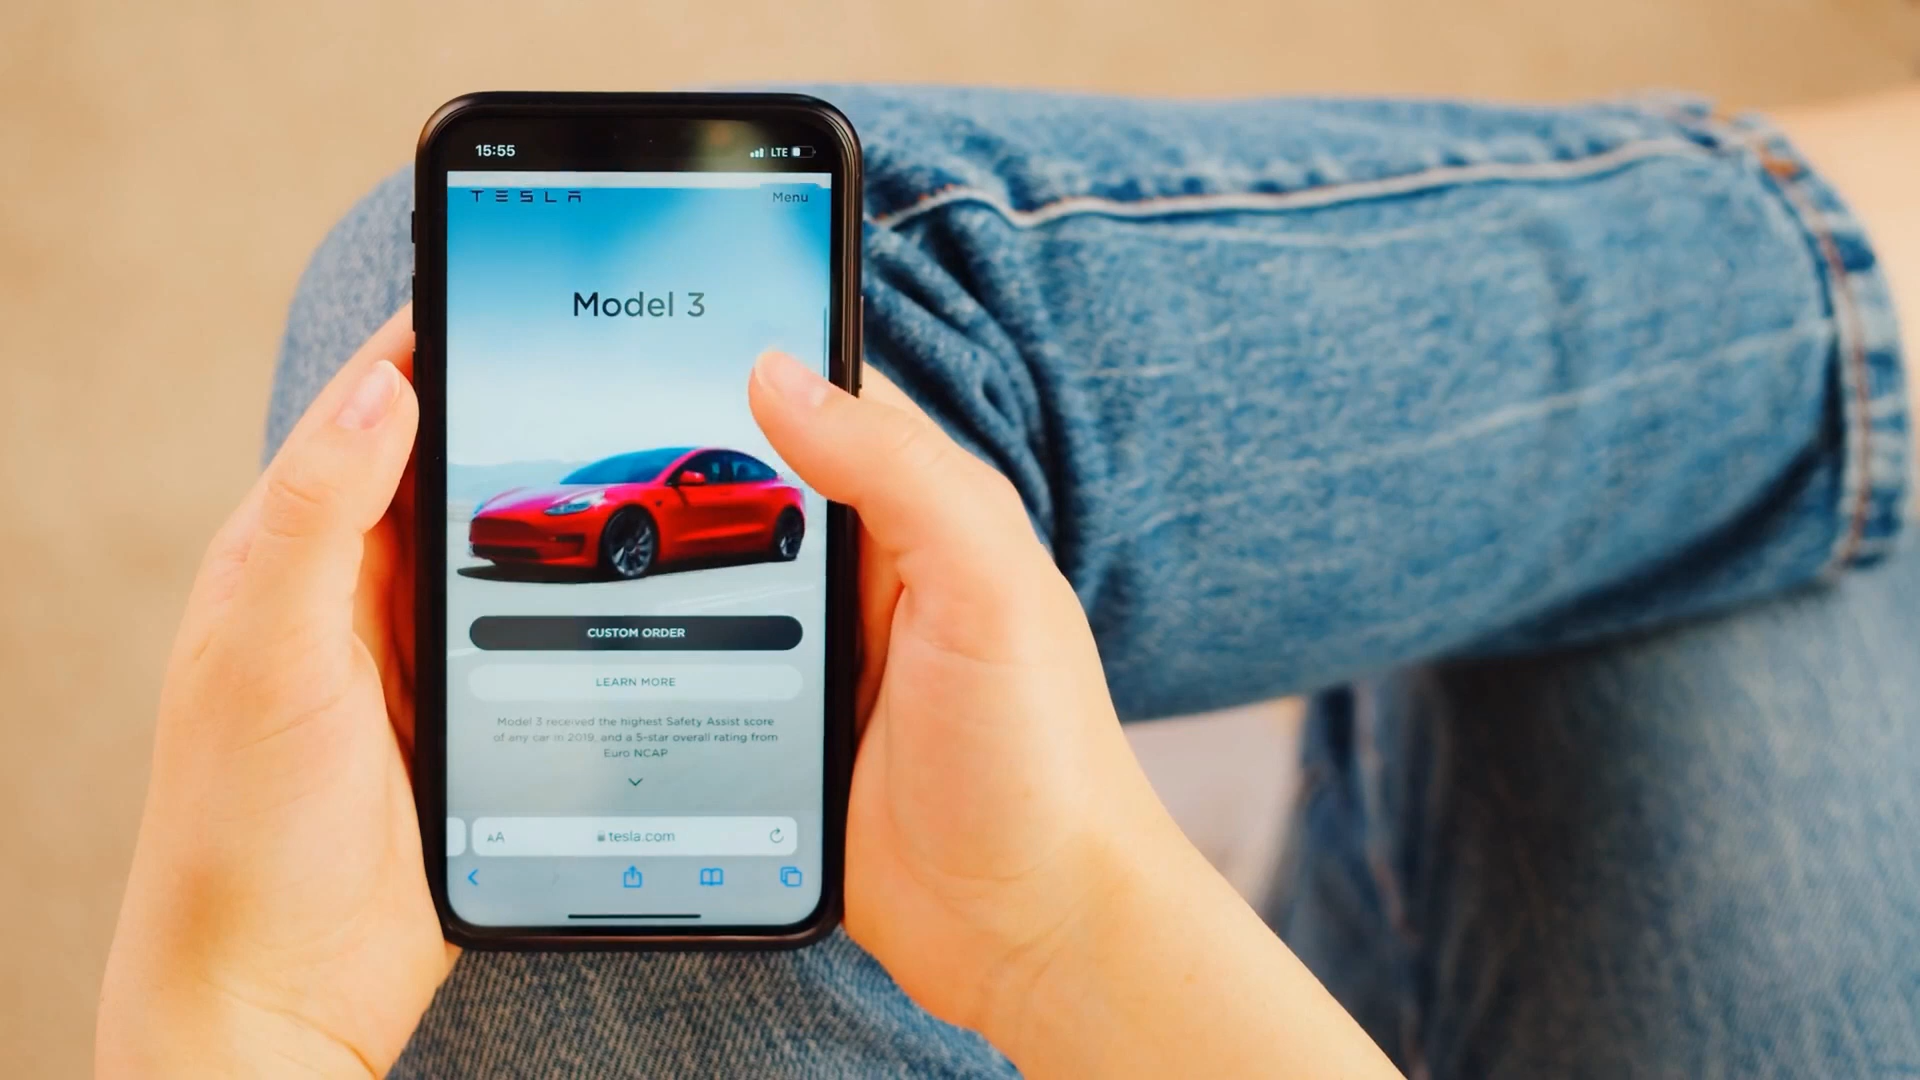 15:55 LTE
TESLA Menu
Model 3
CUSTOM ORDER
LEARN MORE
Model 3 received the highest Safety Assist score
of any car in 2019, and a 5-star overall rating from
Euro NCAP
AA tesla.com